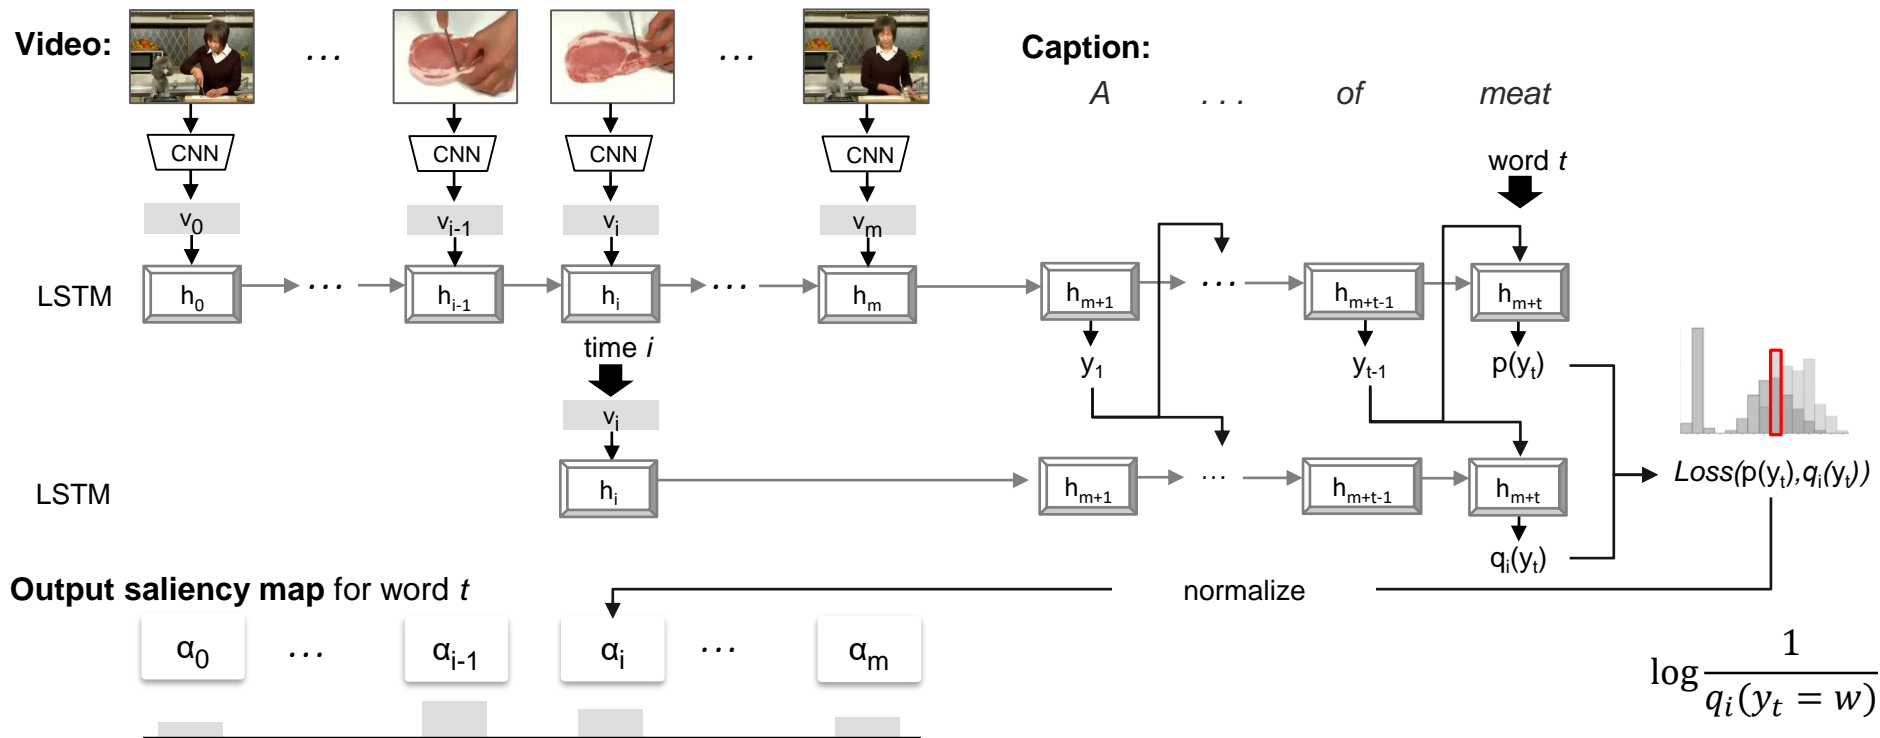 Video:
. . .
. . .
Caption:
A . . . of meat
CNN CNN CNN CNN
word t
v0 vi-1 vi vm
LSTM h0 . . . hi-1 hi . . . hm hm+1 . . . hm+t-1 hm+t
time i
y1 yt-1 p(yt)
vi
LSTM hi hm+1 . . . hm+t-1 hm+t
Loss(p(yt),qi(yt))
qi(yt)
Output saliency map for word t
normalize
α0 . . . αi-1 αi . . . αm
log 1
qi(yt = w)